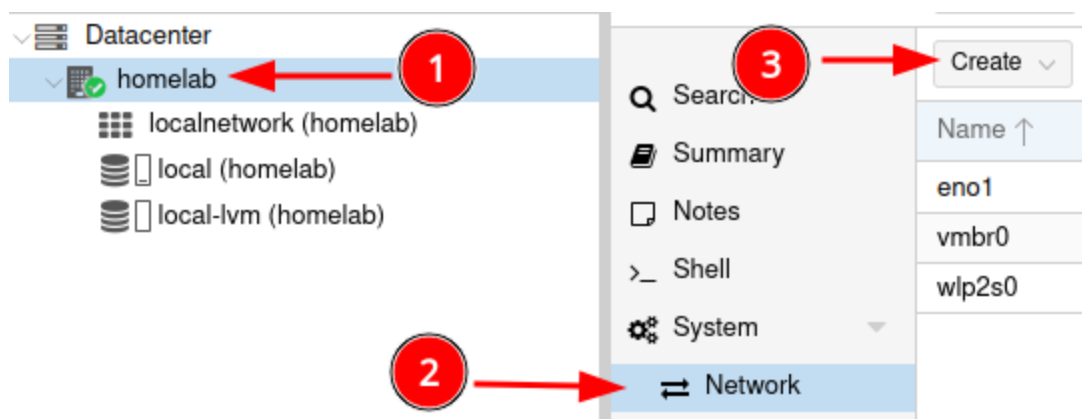 Datacenter
homelab
localnetwork (homelab)
local (homelab)
local-lvm (homelab)
1
2
3
Search
Summary
Notes
Shell
System
Network
Create
Name
eno1
vmbr0
wlp2s0